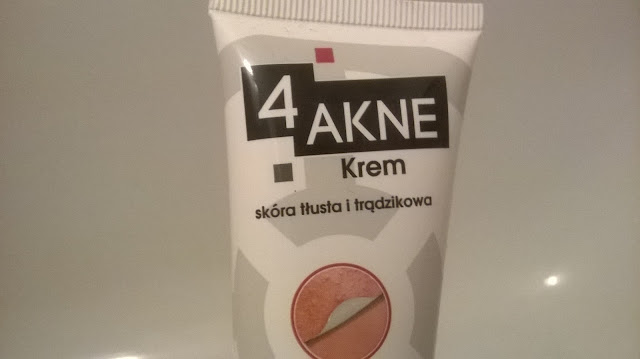 4 AKNE
Krem
skóra tłusta i trądzikowa